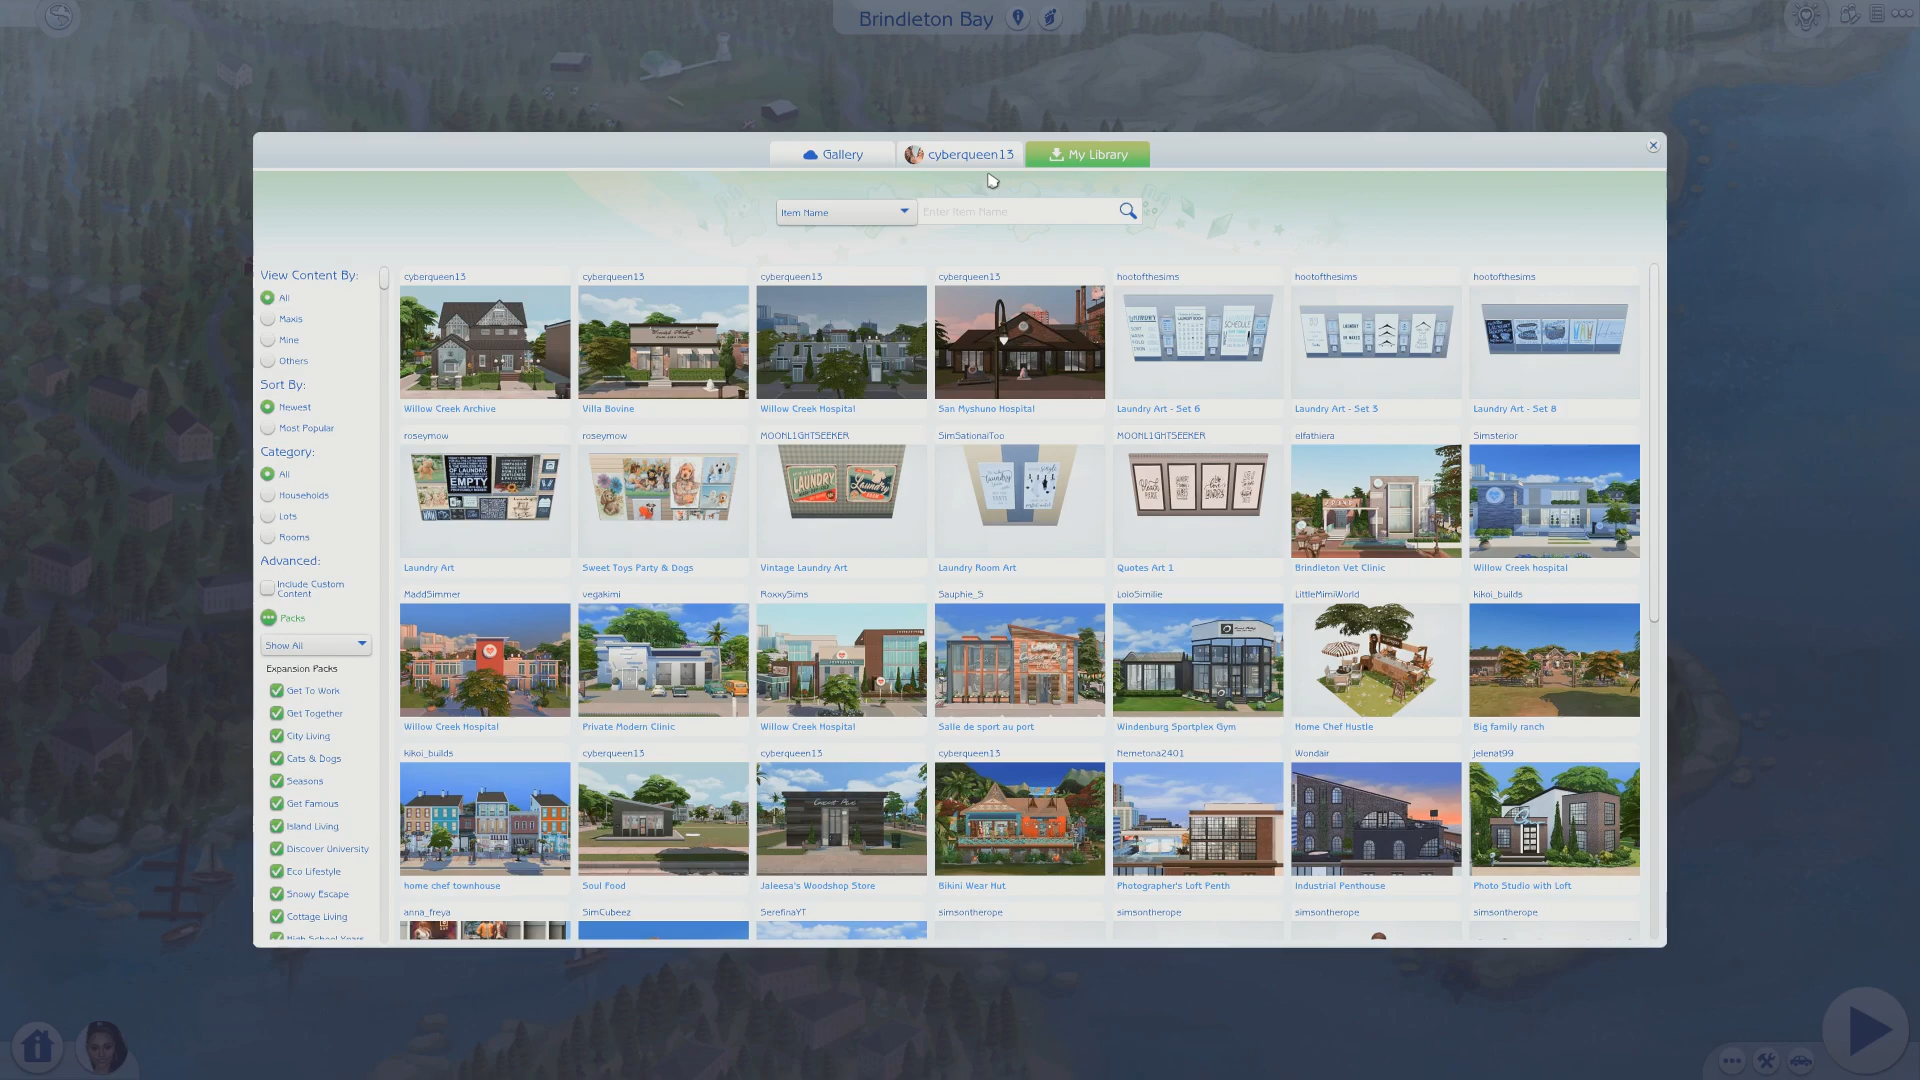 Brindleton Bay
Gallery
cyberqueen13
My Library
Item Name
Enter Item Name
View Content By:
All
Maxis
Mine
Others
Sort By:
Newest
Most Popular
Category:
All
Households
Lots
Rooms
Advanced:
Include Custom
Content
Packs
Show All
Expansion Packs
Get To Work
Get Together
City Living
Cats & Dogs
Seasons
Get Famous
Island Living
Discover University
Eco Lifestyle
Snowy Escape
Cottage Living
High School Years
cyberqueen13
cyberqueen13
cyberqueen13
cyberqueen13
hootofthesims
hootofthesims
hootofthesims
Willow Creek Archive
Villa Bovine
Willow Creek Hospital
San Myshuno Hospital
Laundry Art - Set 6
Laundry Art - Set 3
Laundry Art - Set 8
roseymow
roseymow
MOONL1GHTSEEKER
SimSationalToo
MOONL1GHTSEEKER
elfathiera
Simsterior
EMPTY
LAUNDRY
Laundry
Laundry Art
Sweet Toys Party & Dogs
Vintage Laundry Art
Laundry Room Art
Quotes Art 1
Brindleton Vet Clinic
Willow Creek hospital
MaddSimmer
vegakimi
RoxxySims
Sauphie_S
LoloSimilie
LittleMimiWorld
kikoi_builds
Willow Creek Hospital
Private Modern Clinic
Willow Creek Hospital
Salle de sport au port
Windenburg Sportplex Gym
Home Chef Hustle
Big family ranch
kikoi_builds
cyberqueen13
cyberqueen13
cyberqueen13
Nemetona2401
Wondair
jelenat99
home chef townhouse
Soul Food
Jaleesa's Woodshop Store
Bikini Wear Hut
Photographer's Loft Penth
Industrial Penthouse
Photo Studio with Loft
anna_freya
SimCubeez
SerefinaYT
simsontherope
simsontherope
simsontherope
simsontherope